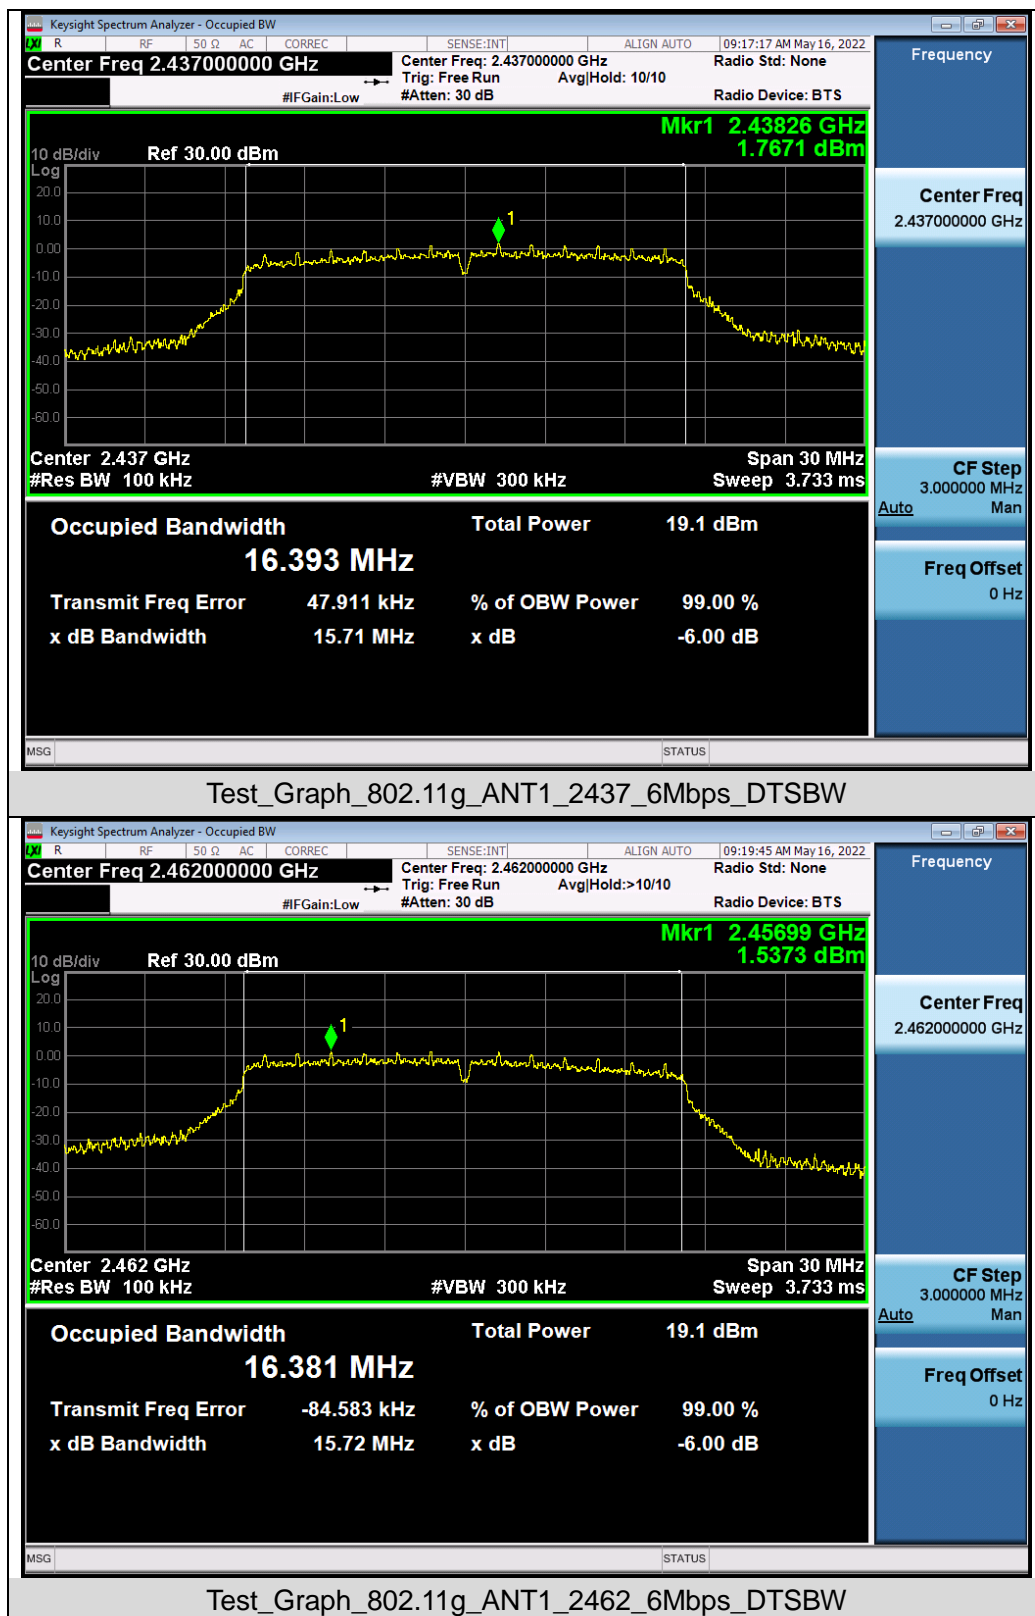 Keysight Spectrum Analyzer - Occupied BW
LXI R RF 50 Ω AC CORREC SENSE:INT ALIGN AUTO 09:17:17 AM May 16, 2022
Center Freq 2.437000000 GHz
Center Freq: 2.437000000 GHz
Radio Std: None
Trig: Free Run Avg|Hold: 10/10
#IFGain:Low
#Atten: 30 dB
Radio Device: BTS
Frequency
Mkr1 2.43826 GHz
1.7671 dBm
10 dB/div Ref 30.00 dBm
Log
20.0
10.0
0.00
-10.0
-20.0
-30.0
-40.0
-50.0
-60.0
1
Center 2.437 GHz Span 30 MHz
#Res BW 100 kHz #VBW 300 kHz Sweep 3.733 ms
Center Freq
2.437000000 GHz
CF Step
3.000000 MHz
Auto Man
Freq Offset
0 Hz
Occupied Bandwidth Total Power 19.1 dBm
16.393 MHz
Transmit Freq Error 47.911 kHz % of OBW Power 99.00 %
x dB Bandwidth 15.71 MHz x dB -6.00 dB
MSG STATUS
Test_Graph_802.11g_ANT1_2437_6Mbps_DTSBW
Keysight Spectrum Analyzer - Occupied BW
LXI R RF 50 Ω AC CORREC SENSE:INT ALIGN AUTO 09:19:45 AM May 16, 2022
Center Freq 2.462000000 GHz
Center Freq: 2.462000000 GHz
Radio Std: None
Trig: Free Run Avg|Hold:>10/10
#IFGain:Low
#Atten: 30 dB
Radio Device: BTS
Frequency
Mkr1 2.45699 GHz
1.5373 dBm
10 dB/div Ref 30.00 dBm
Log
20.0
10.0
0.00
-10.0
-20.0
-30.0
-40.0
-50.0
-60.0
1
Center 2.462 GHz Span 30 MHz
#Res BW 100 kHz #VBW 300 kHz Sweep 3.733 ms
Center Freq
2.462000000 GHz
CF Step
3.000000 MHz
Auto Man
Freq Offset
0 Hz
Occupied Bandwidth Total Power 19.1 dBm
16.381 MHz
Transmit Freq Error -84.583 kHz % of OBW Power 99.00 %
x dB Bandwidth 15.72 MHz x dB -6.00 dB
MSG STATUS
Test_Graph_802.11g_ANT1_2462_6Mbps_DTSBW